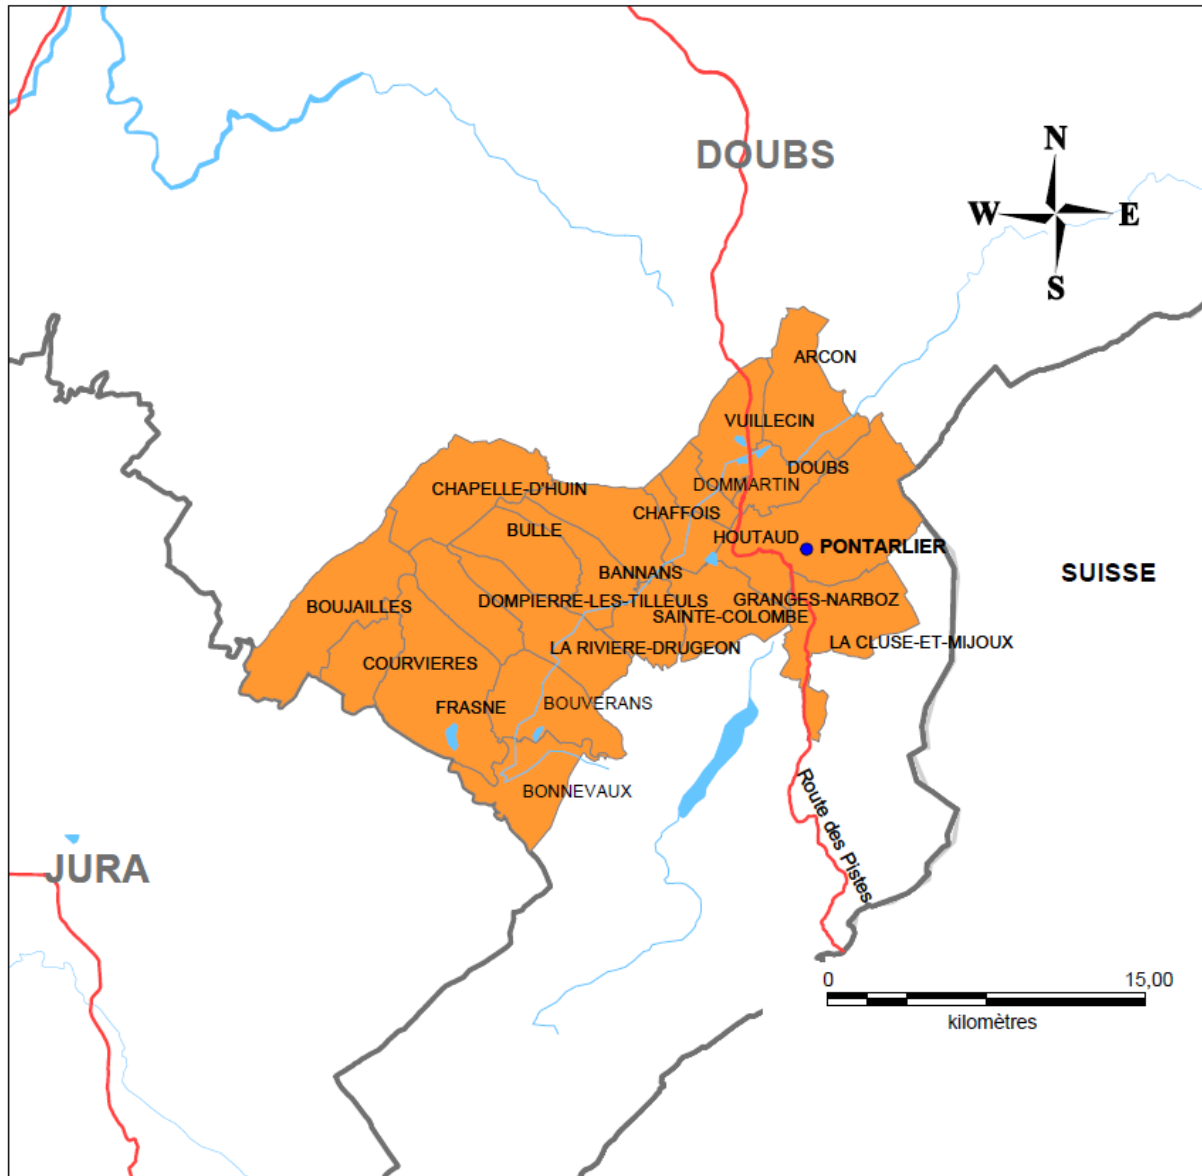 DOUBS
N
W
E
S
ARCON
VUILLECIN
DOUBS
DOMMARTIN
CHAPELLE-D'HUIN
CHAFFOIS
BULLE
HOUTAUD
PONTARLIER
BANNANS
SUISSE
BOUJAILLES
DOMPIERRE-LES-TILLEULS
GRANGES-NARBOZ
SAINTE-COLOMBE
LA RIVIERE-DRUGEON
LA CLUSE-ET-MIJOUX
COURVIERES
FRASNE
BOUVERANS
BONNEVAUX
Route des Pistes
JURA
0
15,00
kilomètres